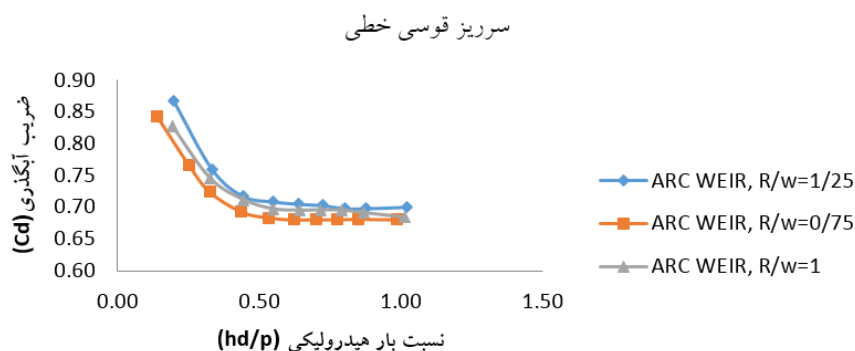 سرریز قوسی خطی
ضریب آبگذری (Cd)
0.90
0.85
0.80
0.75
0.70
0.65
0.60
0.00 0.50 1.00 1.50
نسبت بار هیدرولیکی (hd/p)
ARC WEIR, R/w=1/25
ARC WEIR, R/w=0/75
ARC WEIR, R/w=1